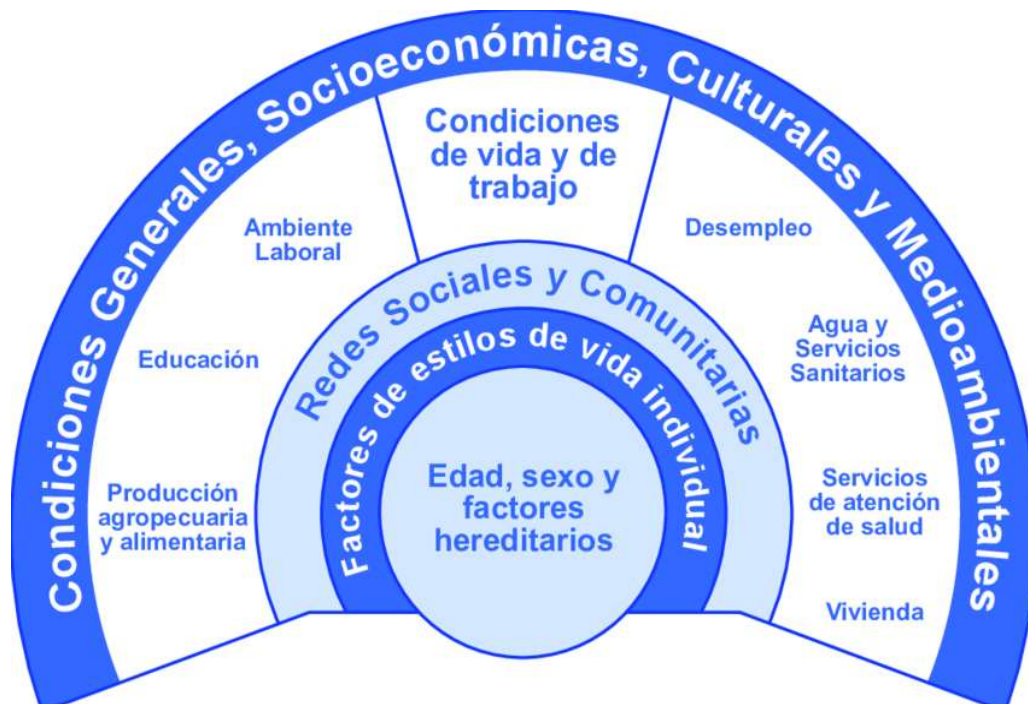 Condiciones Generales, Socioeconómicas, Culturales y Medioambientales
Condiciones
de vida y de
trabajo
Ambiente
Laboral
Desempleo
Educación
Agua y
Servicios
Sanitarios
Producción
agropecuaria
y alimentaria
Servicios
de atención
de salud
Vivienda
Redes Sociales y Comunitarias
Factores de estilos de vida individual
Edad, sexo y
factores
hereditarios